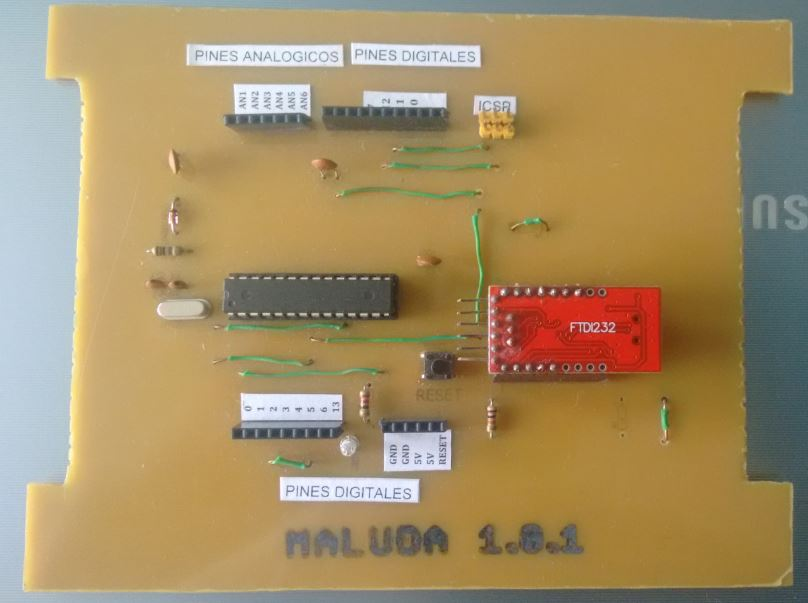 PINES ANALOGICOS
PINES DIGITALES
AN1
AN2
AN3
AN4
AN5
AN6
2
1
0
ICSP
FTDI232
RESET
0
1
2
3
4
5
6
13
GND
GND
5V
5V
RESET
PINES DIGITALES
MALUDA 1.0.1